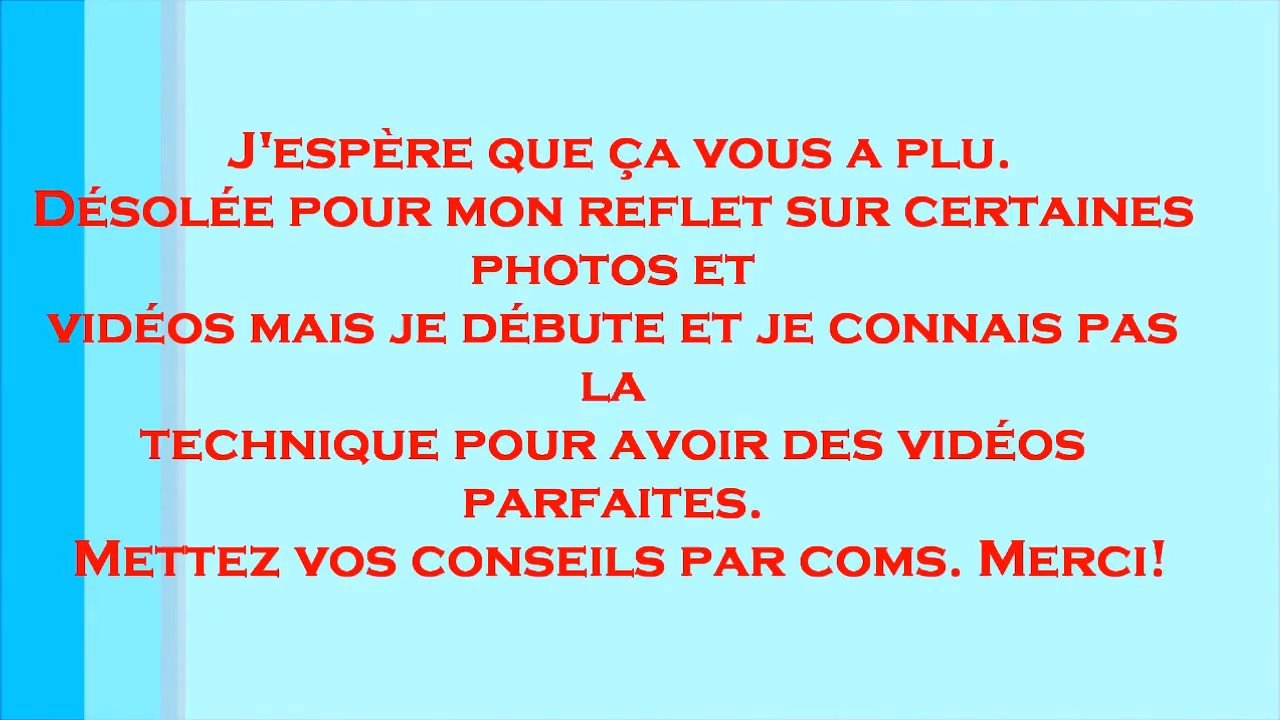 J'espère que ça vous a plu.
Désolée pour mon reflet sur certaines
photos et
vidéos mais je débute et je connais pas
la
technique pour avoir des vidéos
parfaites.
Mettez vos conseils par coms. Merci!